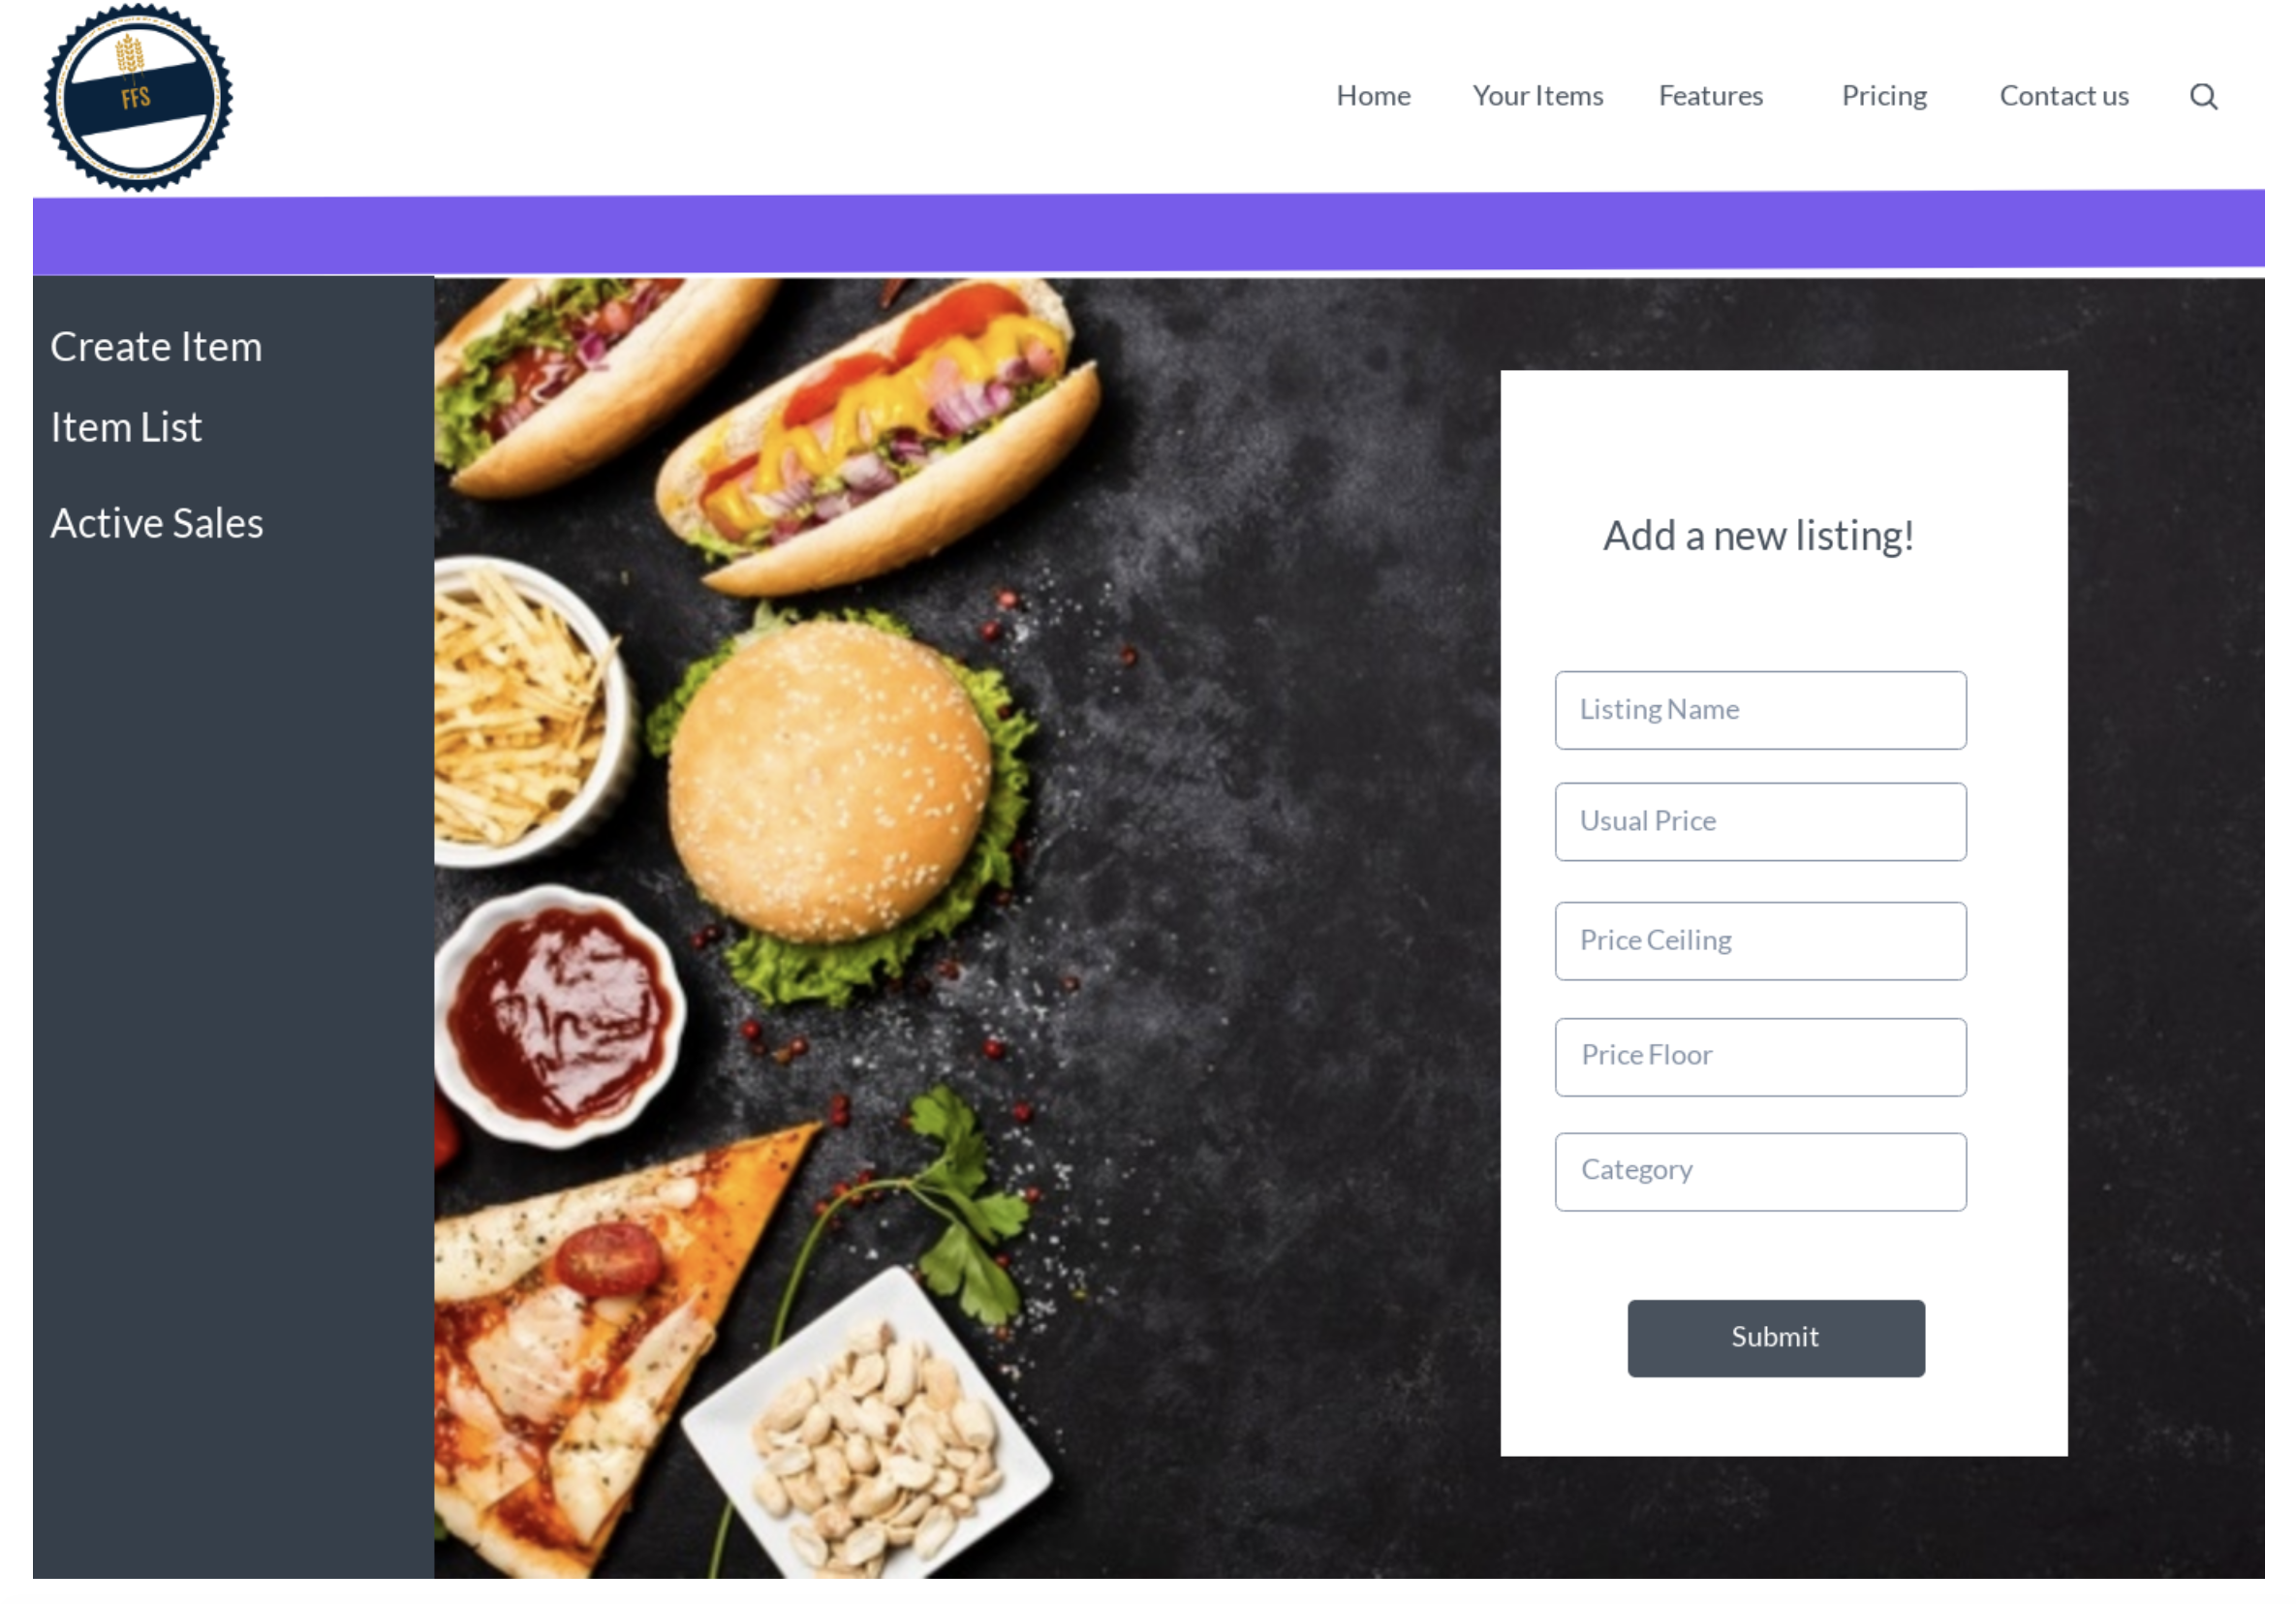 FFS
Home
Your Items
Features
Pricing
Contact us
Create Item
Item List
Active Sales
Add a new listing!
Listing Name
Usual Price
Price Ceiling
Price Floor
Category
Submit